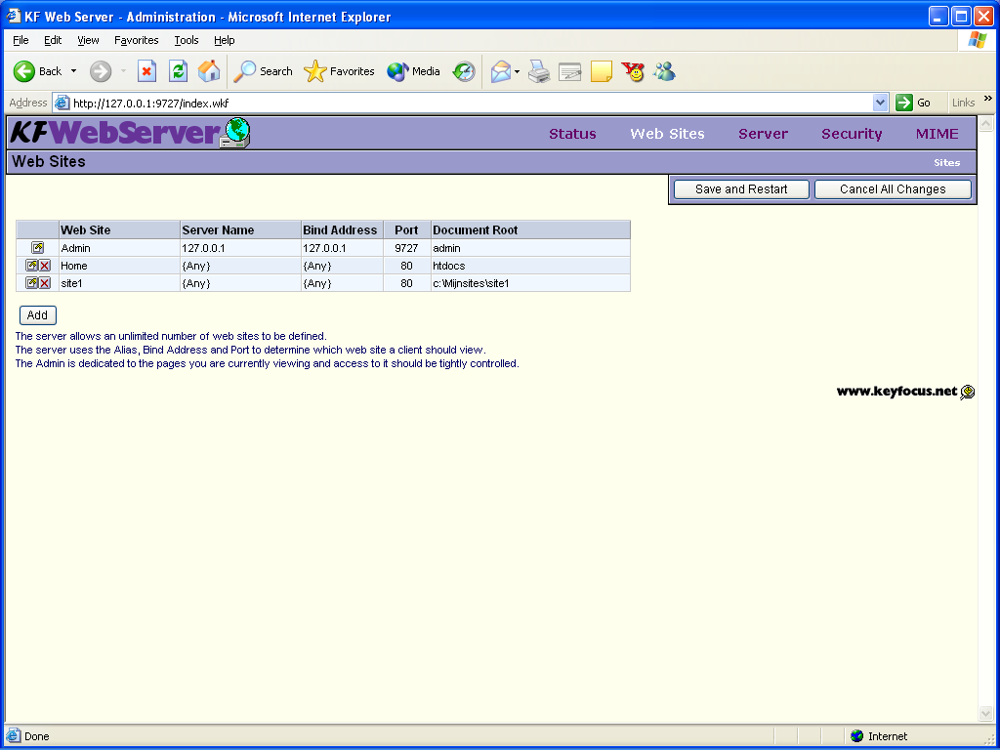 KF Web Server - Administration - Microsoft Internet Explorer
File Edit View Favorites Tools Help
Back Search Favorites Media
Address http://127.0.0.1:9727/index.wkf Go Links »
KFWebServer Status Web Sites Server Security MIME
Web Sites Sites
Save and Restart Cancel All Changes
Web Site Server Name Bind Address Port Document Root
Admin 127.0.0.1 127.0.0.1 9727 admin
Home {Any} {Any} 80 htdocs
site1 {Any} {Any} 80 c:\Mijnsites\site1
Add
The server allows an unlimited number of web sites to be defined.
The server uses the Alias, Bind Address and Port to determine which web site a client should view.
The Admin is dedicated to the pages you are currently viewing and access to it should be tightly controlled.
www.keyfocus.net
Done Internet